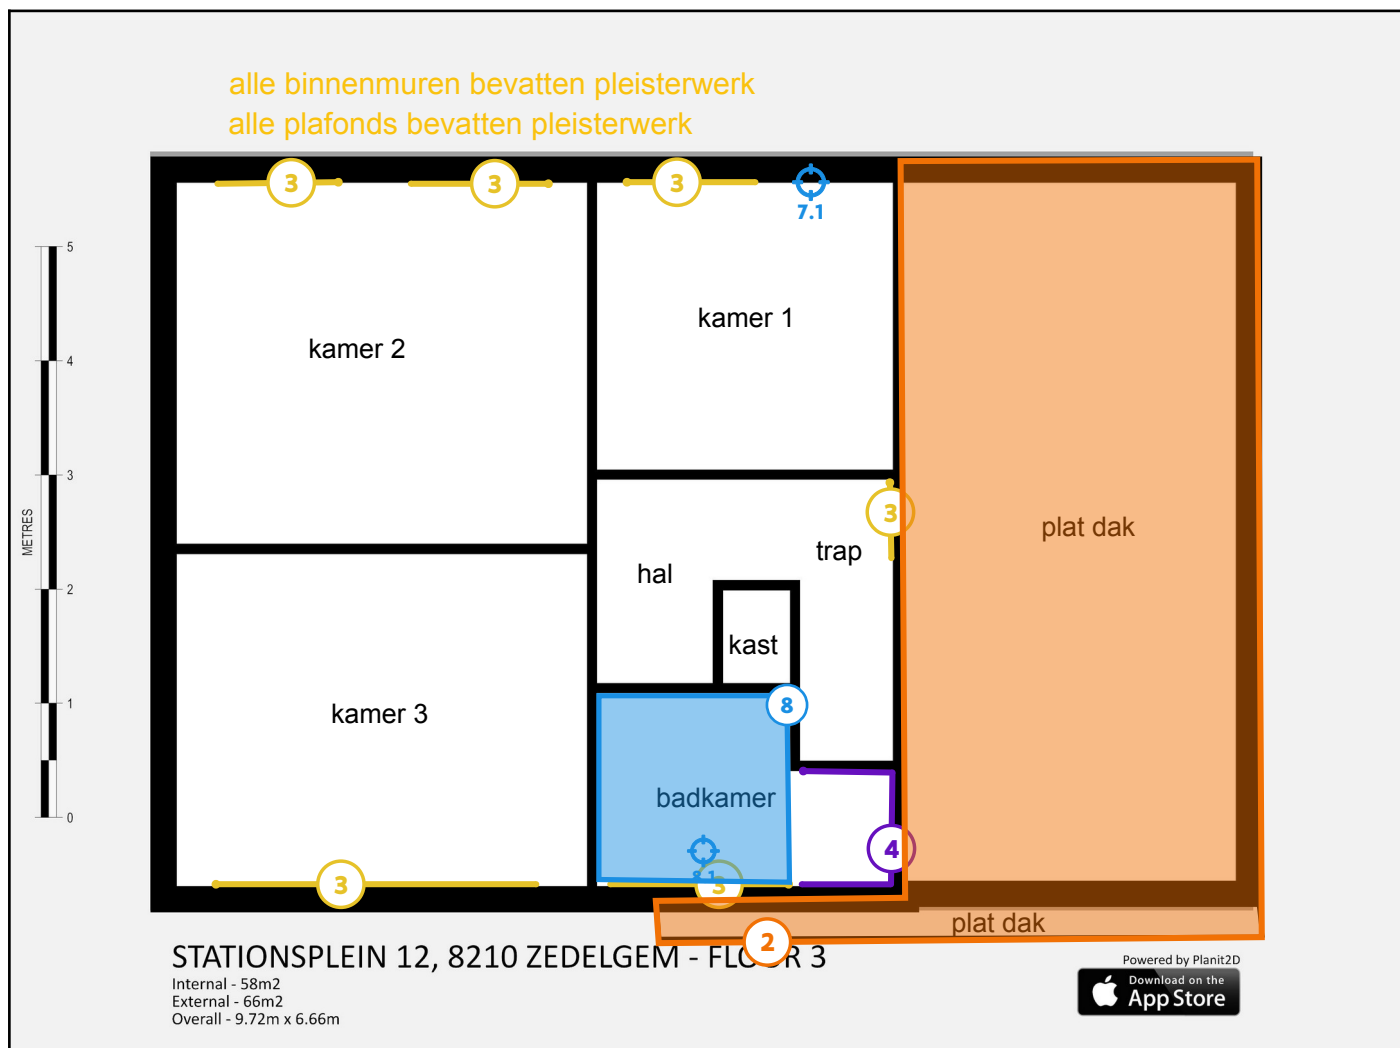 alle binnenmuren bevatten pleisterwerk
alle plafonds bevatten pleisterwerk
3
3
3
7.1
5
kamer 1
kamer 2
4
3
METRES
3
plat dak
trap
hal
2
kast
1
8
kamer 3
badkamer
0
4
8.1
3
3
plat dak
2
STATIONSPLEIN 12, 8210 ZEDELGEM - FLOOR 3
Internal - 58m2
External - 66m2
Overall - 9.72m x 6.66m
Powered by Planit2D
Download on the
App Store